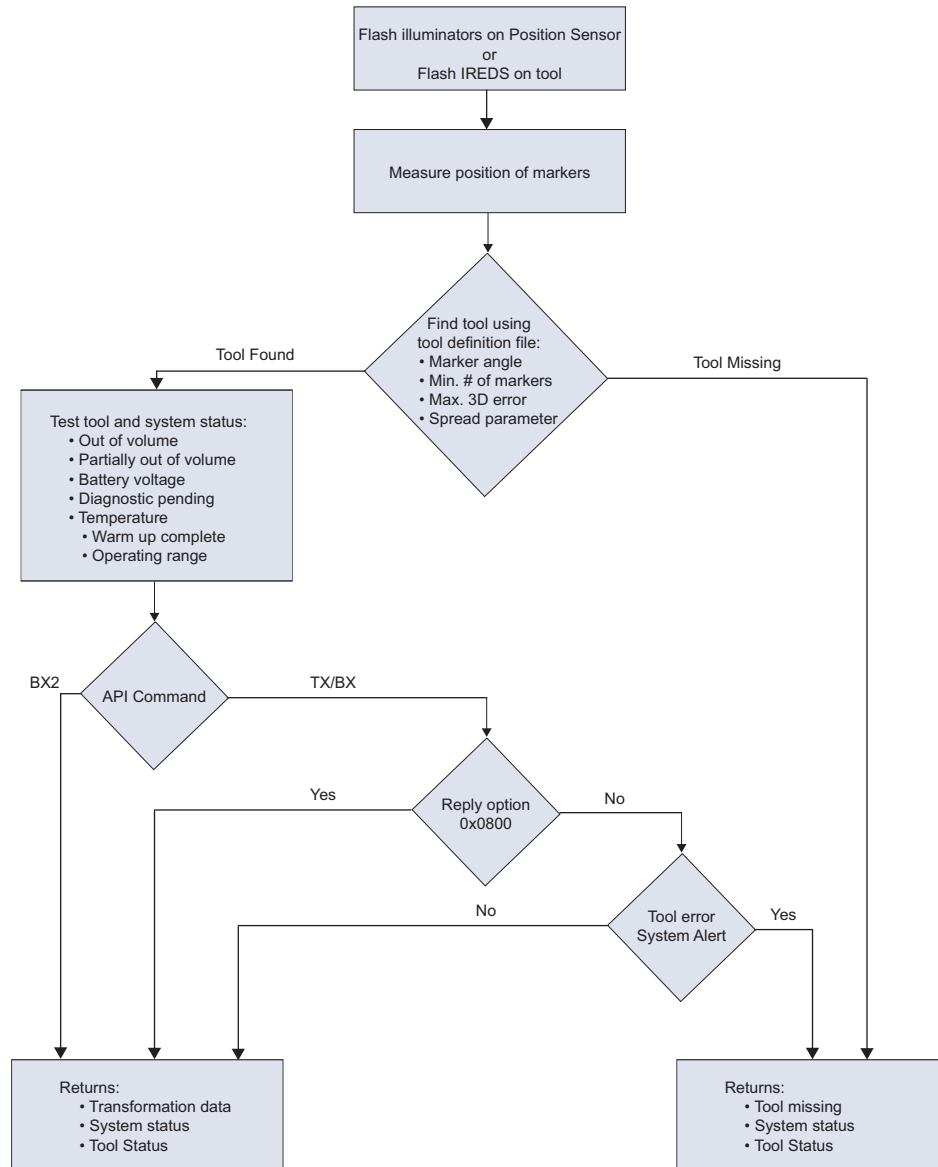 Flash illuminators on Position Sensor
or
Flash IREDS on tool
Measure position of markers
Find tool using
tool definition file:
• Marker angle
• Min. # of markers
• Max. 3D error
• Spread parameter
Tool Found
Tool Missing
Test tool and system status:
• Out of volume
• Partially out of volume
• Battery voltage
• Diagnostic pending
• Temperature
• Warm up complete
• Operating range
BX2
API Command
TX/BX
Yes
Reply option
0x0800
No
No
Tool error
System Alert
Yes
Returns:
• Transformation data
• System status
• Tool Status
Returns:
• Tool missing
• System status
• Tool Status